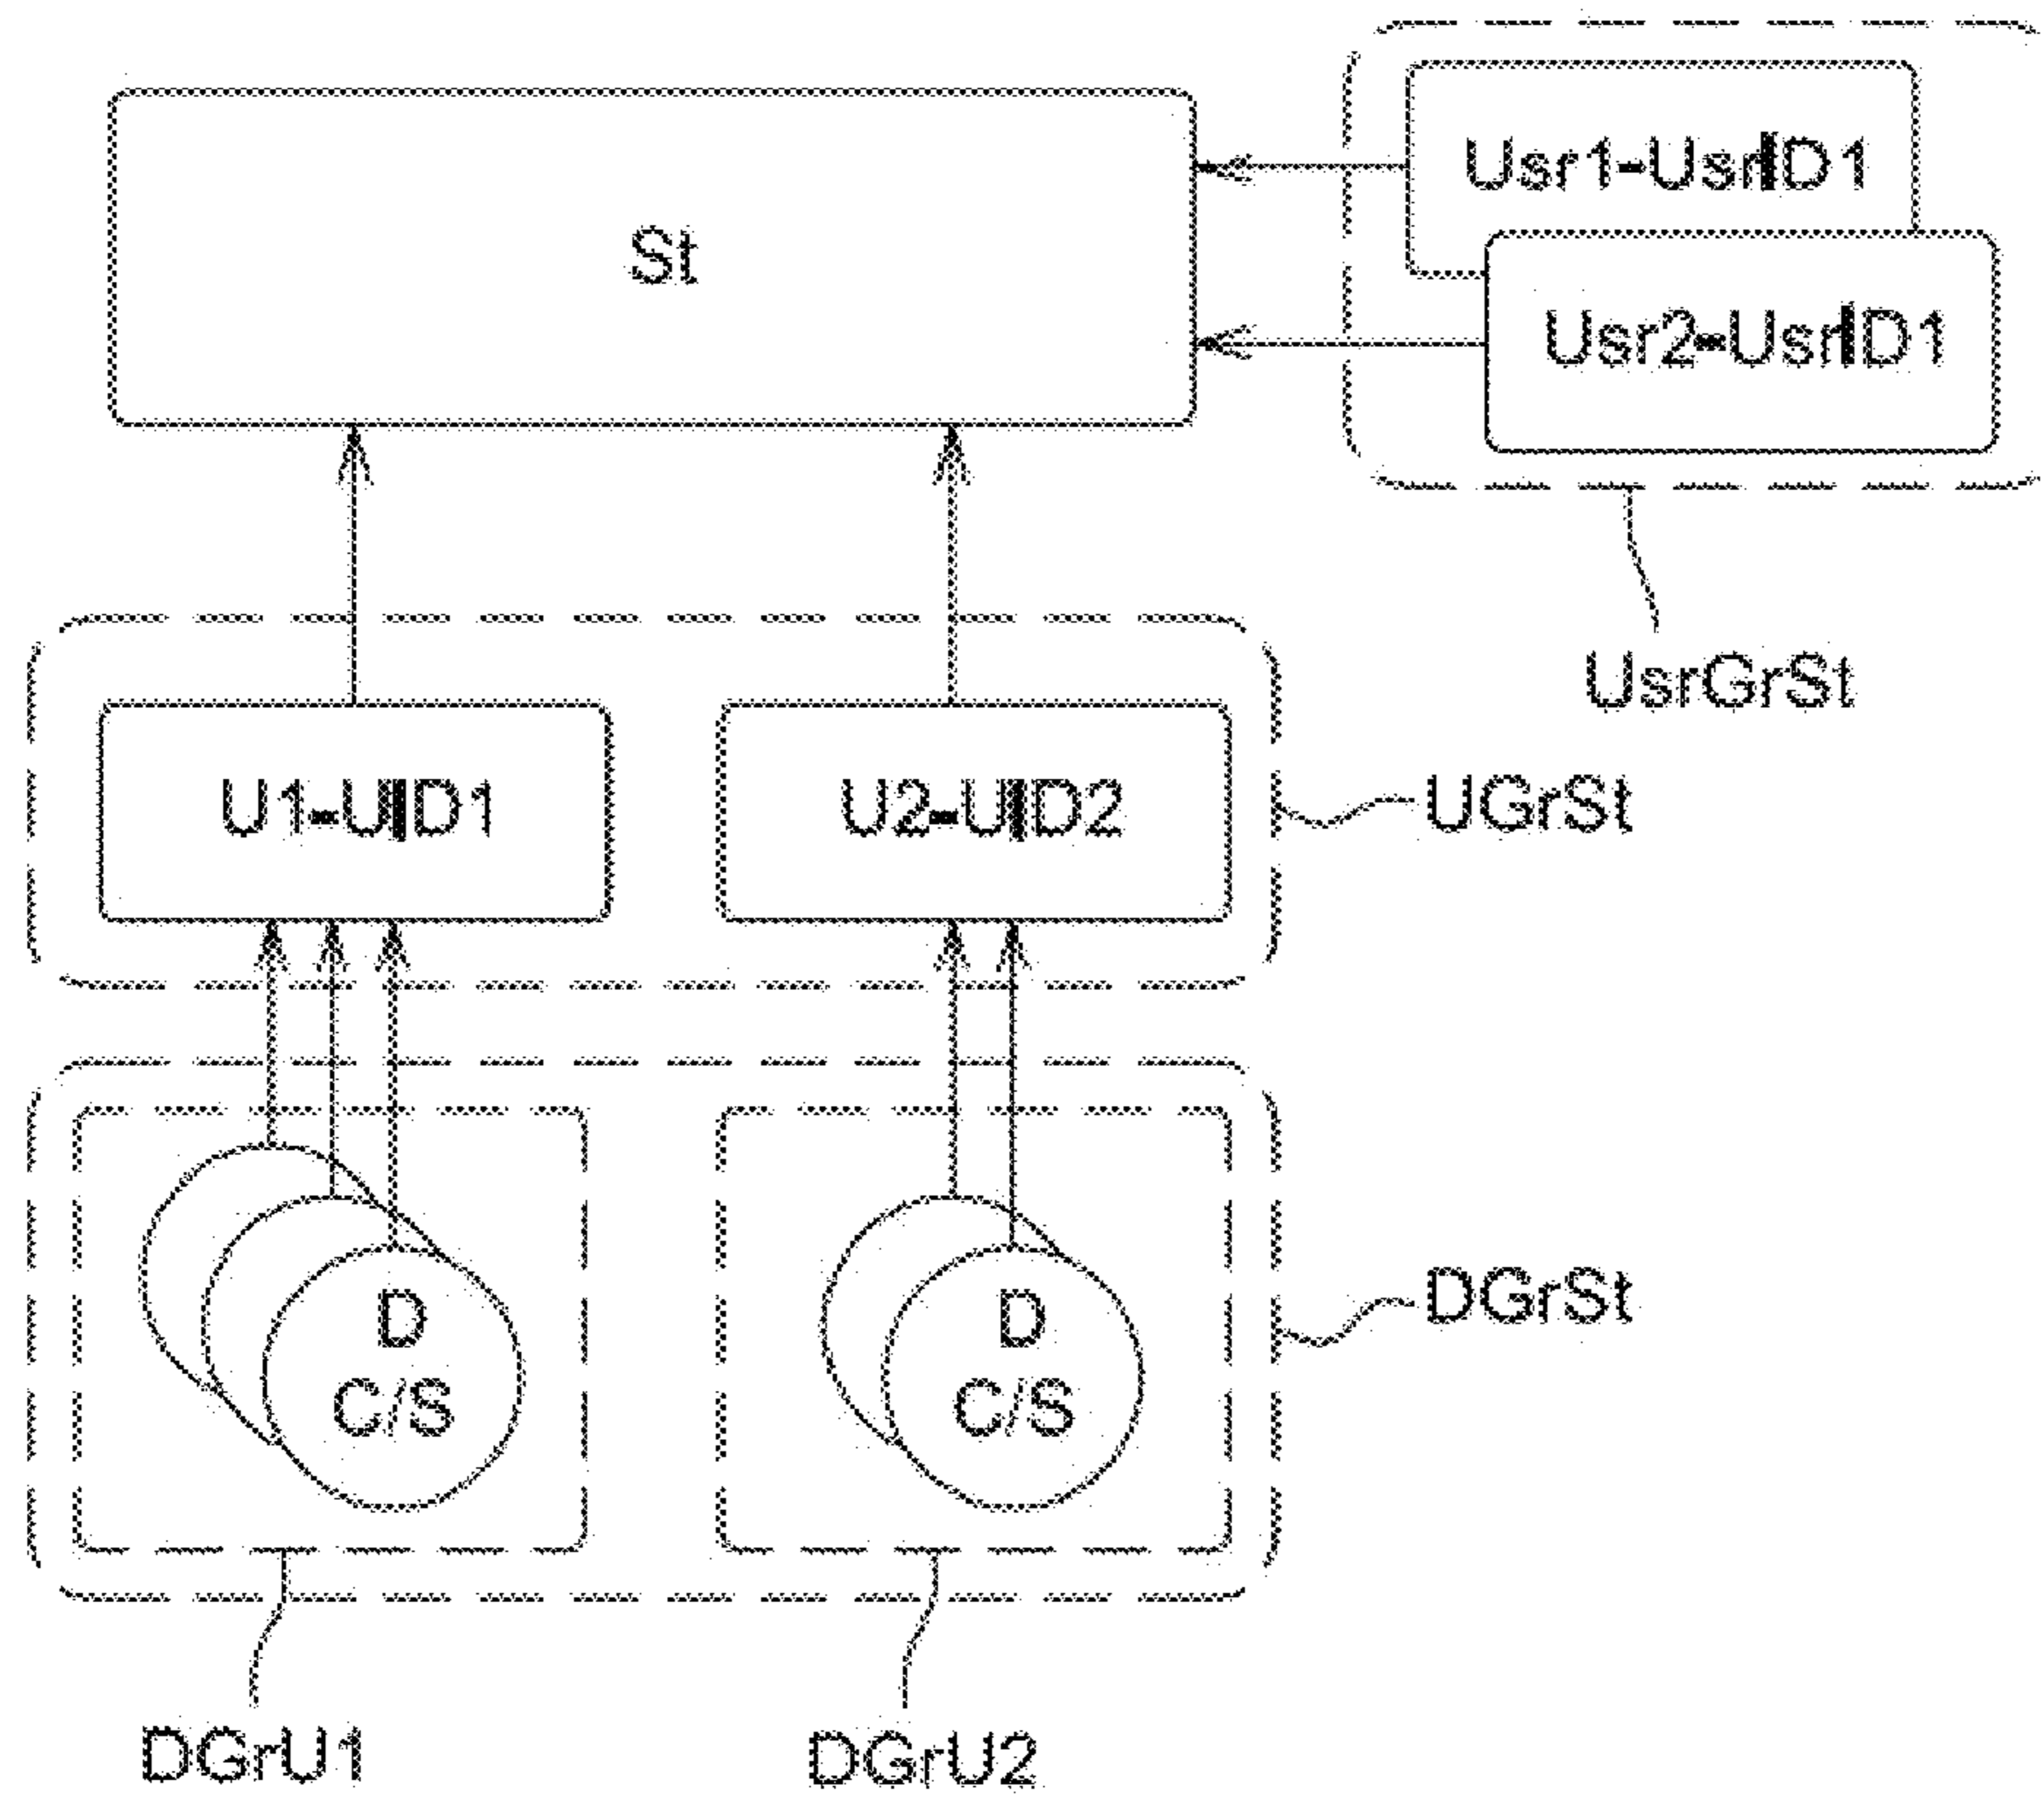 Usr1-UsrID1
St
Usr2-UsrID1
UsrGrSt
U1-UID1
U2-UID2
UGrSt
D
C/S
D
C/S
DGrSt
DGrU1
DGrU2